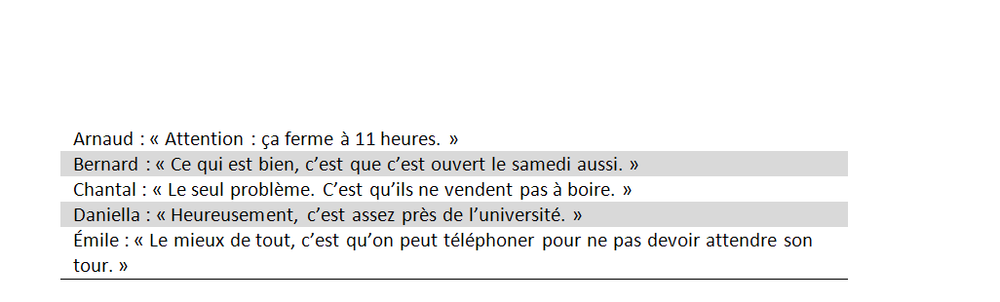 Arnaud : « Attention : ça ferme à 11 heures. »
Bernard : « Ce qui est bien, c’est que c’est ouvert le samedi aussi. »
Chantal : « Le seul problème. C’est qu’ils ne vendent pas à boire. »
Daniella : « Heureusement, c’est assez près de l’université. »
Émile : « Le mieux de tout, c’est qu’on peut téléphoner pour ne pas devoir attendre son
tour. »